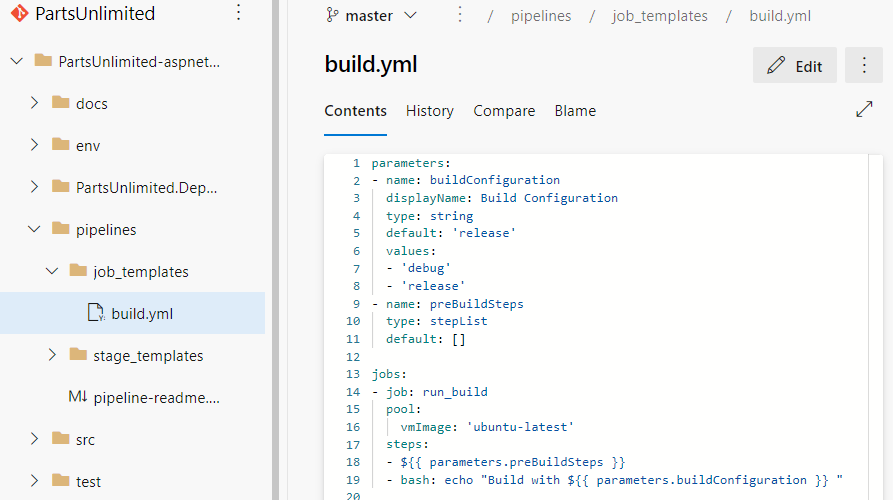 PartsUnlimited
PartsUnlimited-aspnet...
docs
env
PartsUnlimited.Dep...
pipelines
job_templates
build.yml
stage_templates
M↓ pipeline-readme....
src
test
master / pipelines / job_templates / build.yml
build.yml
Edit
Contents History Compare Blame
1 parameters:
2 - name: buildConfiguration
3   displayName: Build Configuration
4   type: string
5   default: 'release'
6   values:
7   - 'debug'
8   - 'release'
9 - name: preBuildSteps
10   type: stepList
11   default: []
12
13 jobs:
14 - job: run_build
15   pool:
16     vmImage: 'ubuntu-latest'
17   steps:
18   - ${{ parameters.preBuildSteps }}
19   - bash: echo "Build with ${{ parameters.buildConfiguration }} "
20